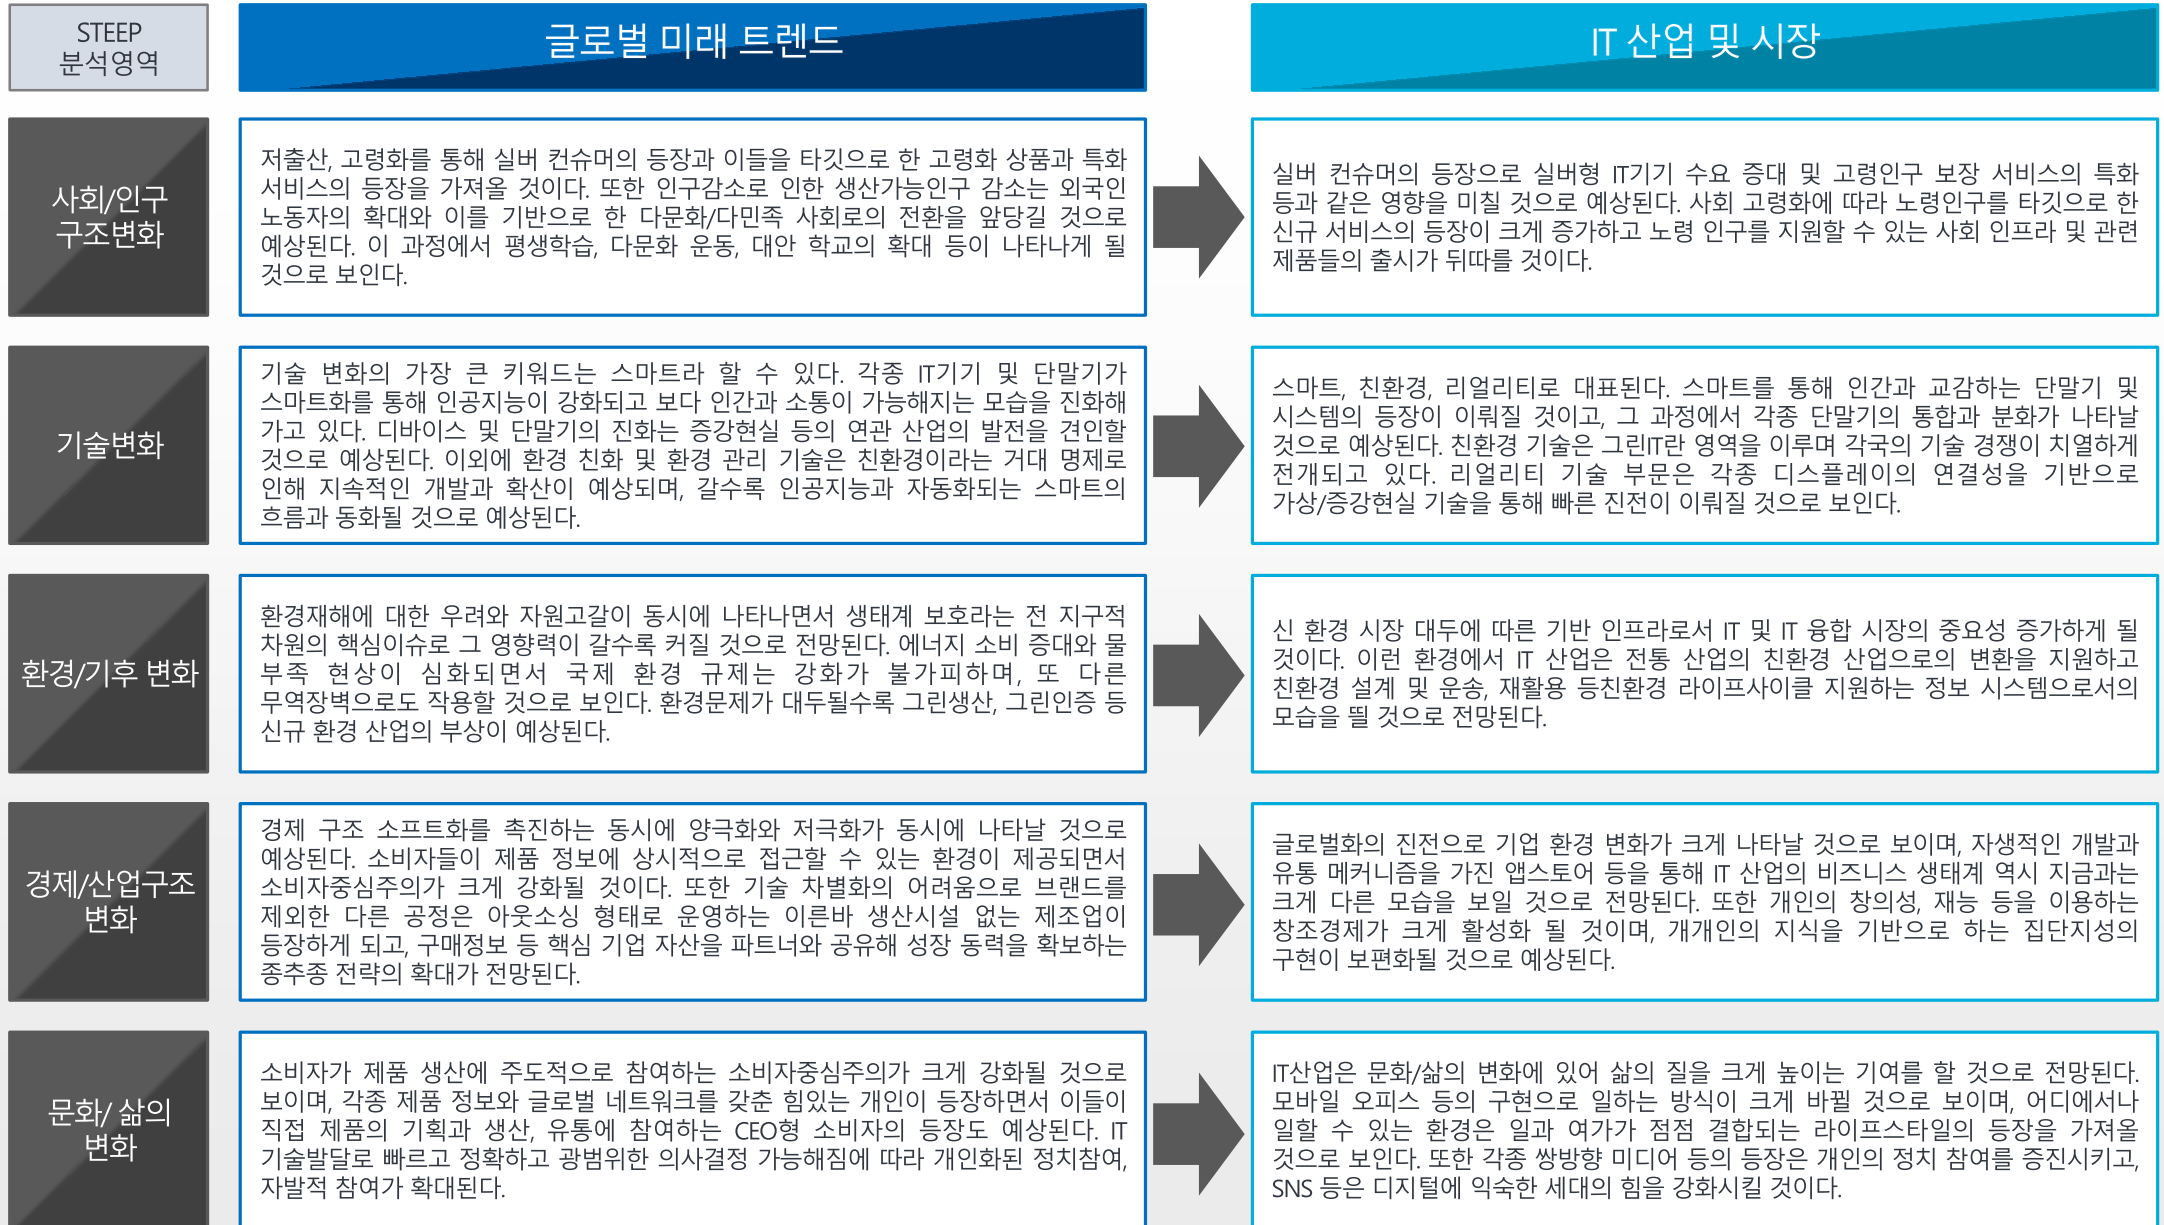 STEEP
분석영역
글로벌 미래 트렌드
IT 산업 및 시장
사회/인구
구조변화
저출산, 고령화를 통해 실버 컨슈머의 등장과 이들을 타깃으로 한 고령화 상품과 특화
서비스의 등장을 가져올 것이다. 또한 인구감소로 인한 생산가능인구 감소는 외국인
노동자의 확대와 이를 기반으로 한 다문화/다민족 사회로의 전환을 앞당길 것으로
예상된다. 이 과정에서 평생학습, 다문화 운동, 대안 학교의 확대 등이 나타나게 될
것으로 보인다.
실버 컨슈머의 등장으로 실버형 IT기기 수요 증대 및 고령인구 보장 서비스의 특화
등과 같은 영향을 미칠 것으로 예상된다. 사회 고령화에 따라 노령인구를 타깃으로 한
신규 서비스의 등장이 크게 증가하고 노령 인구를 지원할 수 있는 사회 인프라 및 관련
제품들의 출시가 뒤따를 것이다.
기술변화
기술 변화의 가장 큰 키워드는 스마트라 할 수 있다. 각종 IT기기 및 단말기가
스마트화를 통해 인공지능이 강화되고 보다 인간과 소통이 가능해지는 모습을 진화해
가고 있다. 디바이스 및 단말기의 진화는 증강현실 등의 연관 산업의 발전을 견인할
것으로 예상된다. 이외에 환경 친화 및 환경 관리 기술은 친환경이라는 거대 명제로
인해 지속적인 개발과 확산이 예상되며, 갈수록 인공지능과 자동화되는 스마트의
흐름과 동화될 것으로 예상된다.
스마트, 친환경, 리얼리티로 대표된다. 스마트를 통해 인간과 교감하는 단말기 및
시스템의 등장이 이뤄질 것이고, 그 과정에서 각종 단말기의 통합과 분화가 나타날
것으로 예상된다. 친환경 기술은 그린IT란 영역을 이루며 각국의 기술 경쟁이 치열하게
전개되고 있다. 리얼리티 기술 부문은 각종 디스플레이의 연결성을 기반으로
가상/증강현실 기술을 통해 빠른 진전이 이뤄질 것으로 보인다.
환경/기후 변화
환경재해에 대한 우려와 자원고갈이 동시에 나타나면서 생태계 보호라는 전 지구적
차원의 핵심이슈로 그 영향력이 갈수록 커질 것으로 전망된다. 에너지 소비 증대와 물
부족 현상이 심화되면서 국제 환경 규제는 강화가 불가피하며, 또 다른
무역장벽으로도 작용할 것으로 보인다. 환경문제가 대두될수록 그린생산, 그린인증 등
신규 환경 산업의 부상이 예상된다.
신 환경 시장 대두에 따른 기반 인프라로서 IT 및 IT 융합 시장의 중요성 증가하게 될
것이다. 이런 환경에서 IT 산업은 전통 산업의 친환경 산업으로의 변환을 지원하고
친환경 설계 및 운송, 재활용 등친환경 라이프사이클 지원하는 정보 시스템으로서의
모습을 띌 것으로 전망된다.
경제/산업구조
변화
경제 구조 소프트화를 촉진하는 동시에 양극화와 저극화가 동시에 나타날 것으로
예상된다. 소비자들이 제품 정보에 상시적으로 접근할 수 있는 환경이 제공되면서
소비자중심주의가 크게 강화될 것이다. 또한 기술 차별화의 어려움으로 브랜드를
제외한 다른 공정은 아웃소싱 형태로 운영하는 이른바 생산시설 없는 제조업이
등장하게 되고, 구매정보 등 핵심 기업 자산을 파트너와 공유해 성장 동력을 확보하는
종추종 전략의 확대가 전망된다.
글로벌화의 진전으로 기업 환경 변화가 크게 나타날 것으로 보이며, 자생적인 개발과
유통 메커니즘을 가진 앱스토어 등을 통해 IT 산업의 비즈니스 생태계 역시 지금과는
크게 다른 모습을 보일 것으로 전망된다. 또한 개인의 창의성, 재능 등을 이용하는
창조경제가 크게 활성화 될 것이며, 개개인의 지식을 기반으로 하는 집단지성의
구현이 보편화될 것으로 예상된다.
문화/ 삶의
변화
소비자가 제품 생산에 주도적으로 참여하는 소비자중심주의가 크게 강화될 것으로
보이며, 각종 제품 정보와 글로벌 네트워크를 갖춘 힘있는 개인이 등장하면서 이들이
직접 제품의 기획과 생산, 유통에 참여하는 CEO형 소비자의 등장도 예상된다. IT
기술발달로 빠르고 정확하고 광범위한 의사결정 가능해짐에 따라 개인화된 정치참여,
자발적 참여가 확대된다.
IT산업은 문화/삶의 변화에 있어 삶의 질을 크게 높이는 기여를 할 것으로 전망된다.
모바일 오피스 등의 구현으로 일하는 방식이 크게 바뀔 것으로 보이며, 어디에서나
일할 수 있는 환경은 일과 여가가 점점 결합되는 라이프스타일의 등장을 가져올
것으로 보인다. 또한 각종 쌍방향 미디어 등의 등장은 개인의 정치 참여를 증진시키고,
SNS 등은 디지털에 익숙한 세대의 힘을 강화시킬 것이다.